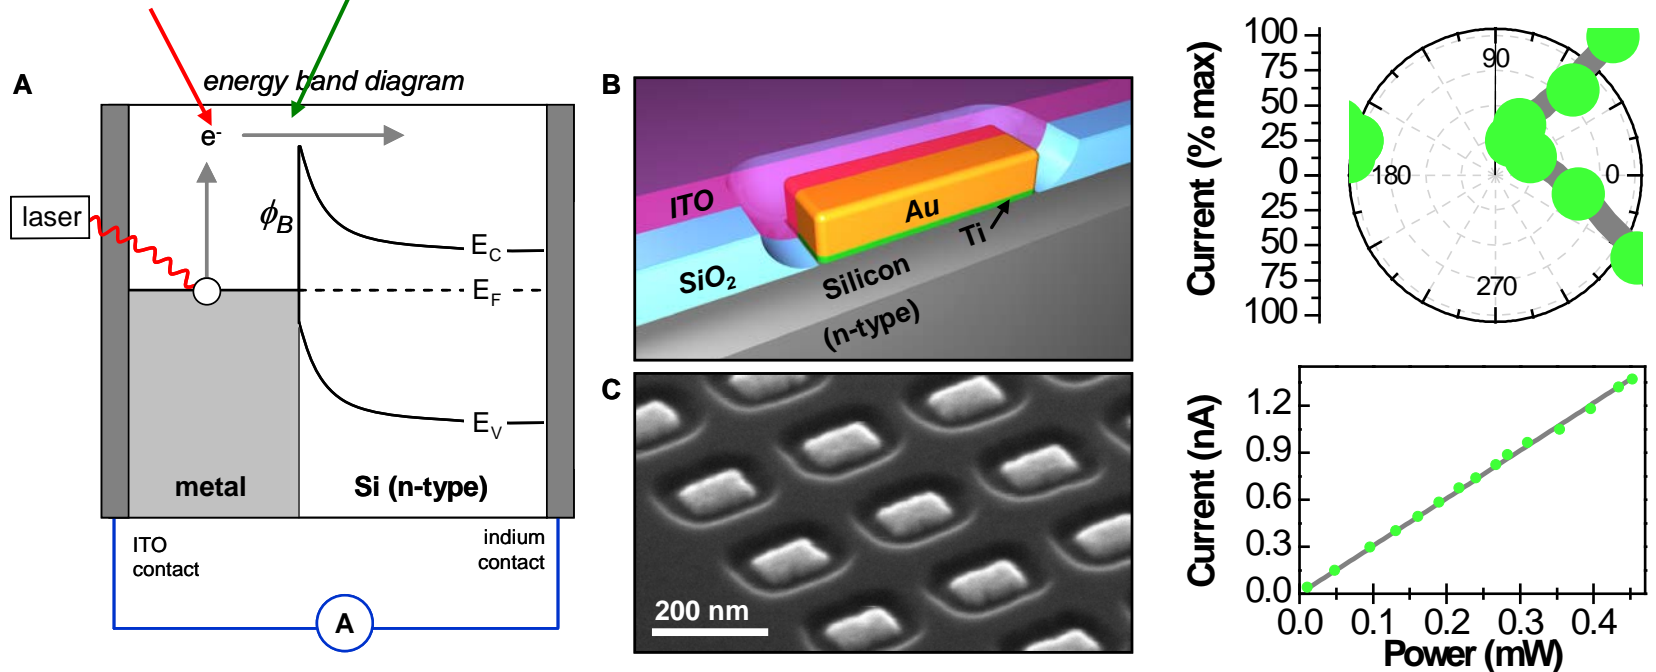 A
energy band diagram
e-
laser
ϕB
EC
EF
EV
metal
Si (n-type)
ITO
contact
indium
contact
A
B
ITO
Au
Ti
SiO2
Silicon
(n-type)
C
200 nm
Current (% max)
100
75
50
25
0
25
50
75
100
90
180
0
270
Current (nA)
1.2
0.9
0.6
0.3
0.0
0.0 0.1 0.2 0.3 0.4
Power (mW)